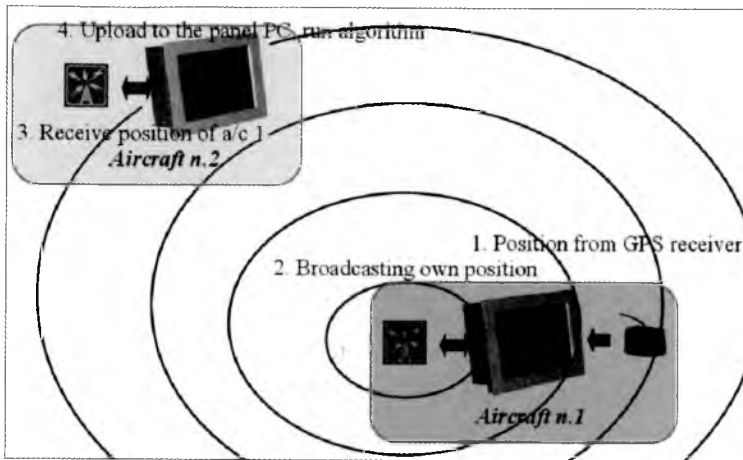 4. Upload to the panel PC, run algorithm
3. Receive position of a/c 1
Aircraft n.2
1. Position from GPS receiver
2. Broadcasting own position
Aircraft n.1